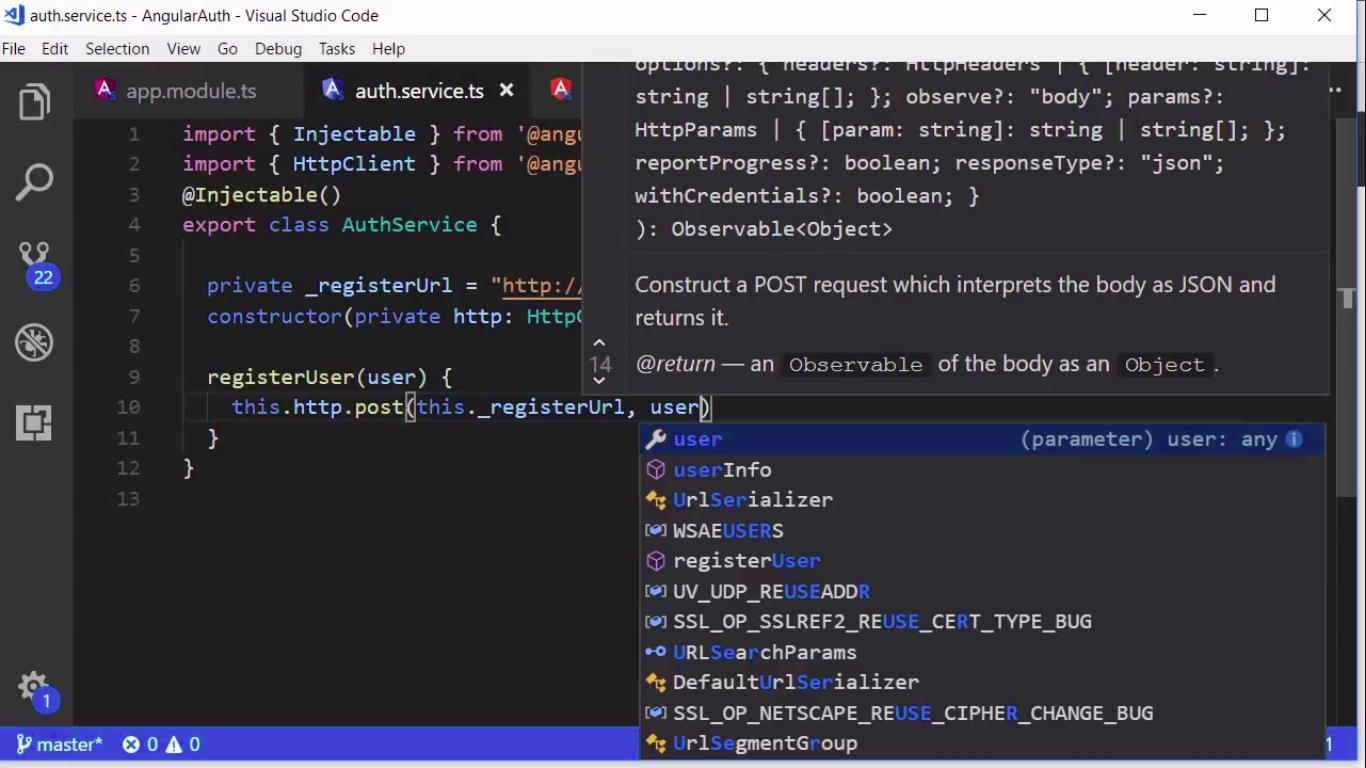 auth.service.ts - AngularAuth - Visual Studio Code
File Edit Selection View Go Debug Tasks Help
app.module.ts auth.service.ts
options?: { headers?: HttpHeaders | { [header: string]:
string | string[]; }; observe?: "body"; params?:
HttpParams | { [param: string]: string | string[]; };
reportProgress?: boolean; responseType?: "json";
withCredentials?: boolean; }
): Observable<Object>
Construct a POST request which interprets the body as JSON and
returns it.
14
@return — an Observable of the body as an Object.
1 import { Injectable } from '@angu
2 import { HttpClient } from '@angu
3 @Injectable()
4 export class AuthService {
5
6 private _registerUrl = "http://
7 constructor(private http: HttpC
8
9 registerUser(user) {
10 this.http.post(this._registerUrl, user)
11 }
12 }
13
user (parameter) user: any
userInfo
UrlSerializer
WSAEUSERS
registerUser
UV_UDP_REUSEADDR
SSL_OP_SSLREF2_REUSE_CERT_TYPE_BUG
URLSearchParams
DefaultUrlSerializer
SSL_OP_NETSCAPE_REUSE_CIPHER_CHANGE_BUG
UrlSegmentGroup
22
1
master* 0 0 1